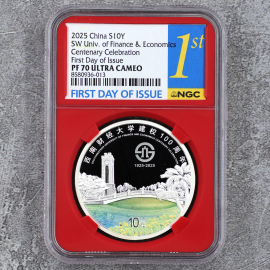 2025 China S10Y
SW Univ. of Finance & Economics
Centenary Celebration
First Day of Issue
PF 70 ULTRA CAMEO
8580936-013
1st
FIRST DAY OF ISSUE
NGC
西南财经大学建校100周年
1925-2025
10元